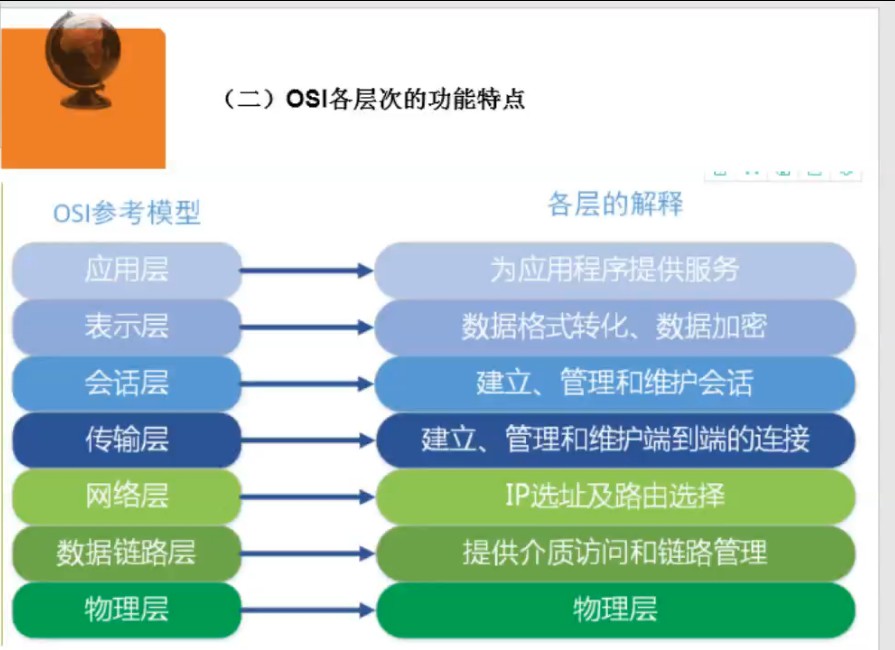 （二）OSI各层次的功能特点
OSI参考模型
各层的解释
应用层
为应用程序提供服务
表示层
数据格式转化、数据加密
会话层
建立、管理和维护会话
传输层
建立、管理和维护端到端的连接
网络层
IP选址及路由选择
数据链路层
提供介质访问和链路管理
物理层
物理层